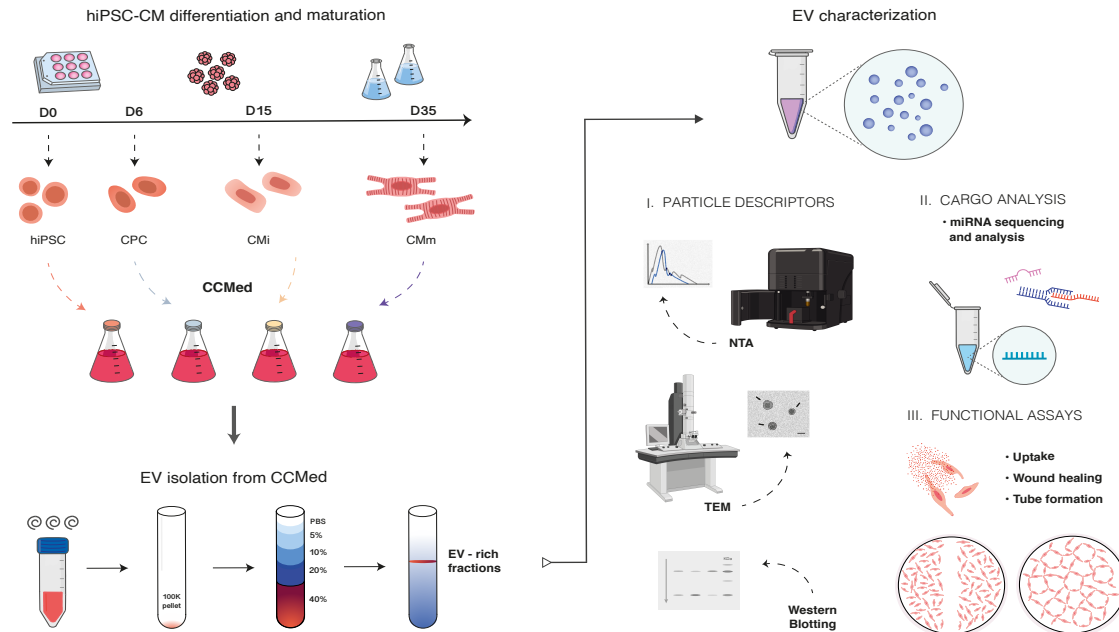 hiPSC-CM differentiation and maturation
D0
D6
D15
D35
hiPSC
CPC
CMi
CMm
CCMed
EV isolation from CCMed
100K
pellet
PBS
5%
10%
20%
40%
EV - rich
fractions
EV characterization
I. PARTICLE DESCRIPTORS
NTA
TEM
Western
Blotting
II. CARGO ANALYSIS
• miRNA sequencing
and analysis
III. FUNCTIONAL ASSAYS
• Uptake
• Wound healing
• Tube formation